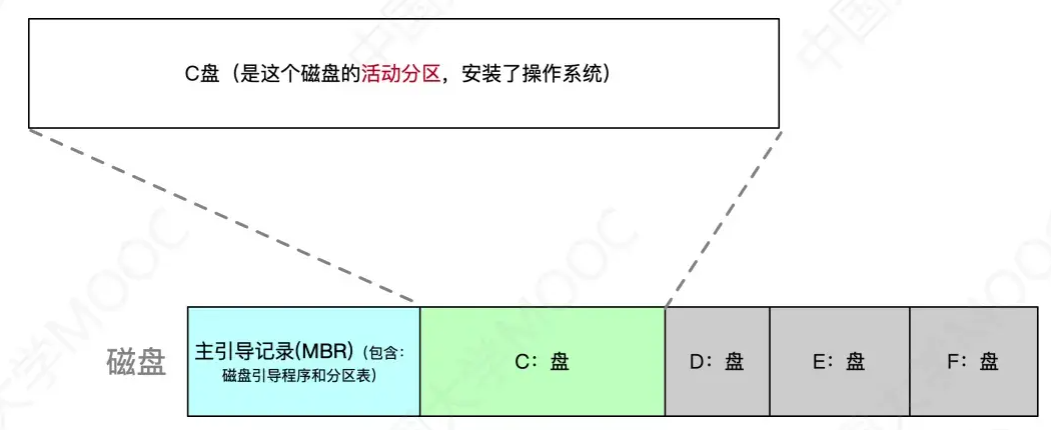 C盘（是这个磁盘的活动分区，安装了操作系统）
磁盘
主引导记录(MBR)（包含：
磁盘引导程序和分区表）
C：盘
D：盘
E：盘
F：盘
中国大学MOOC